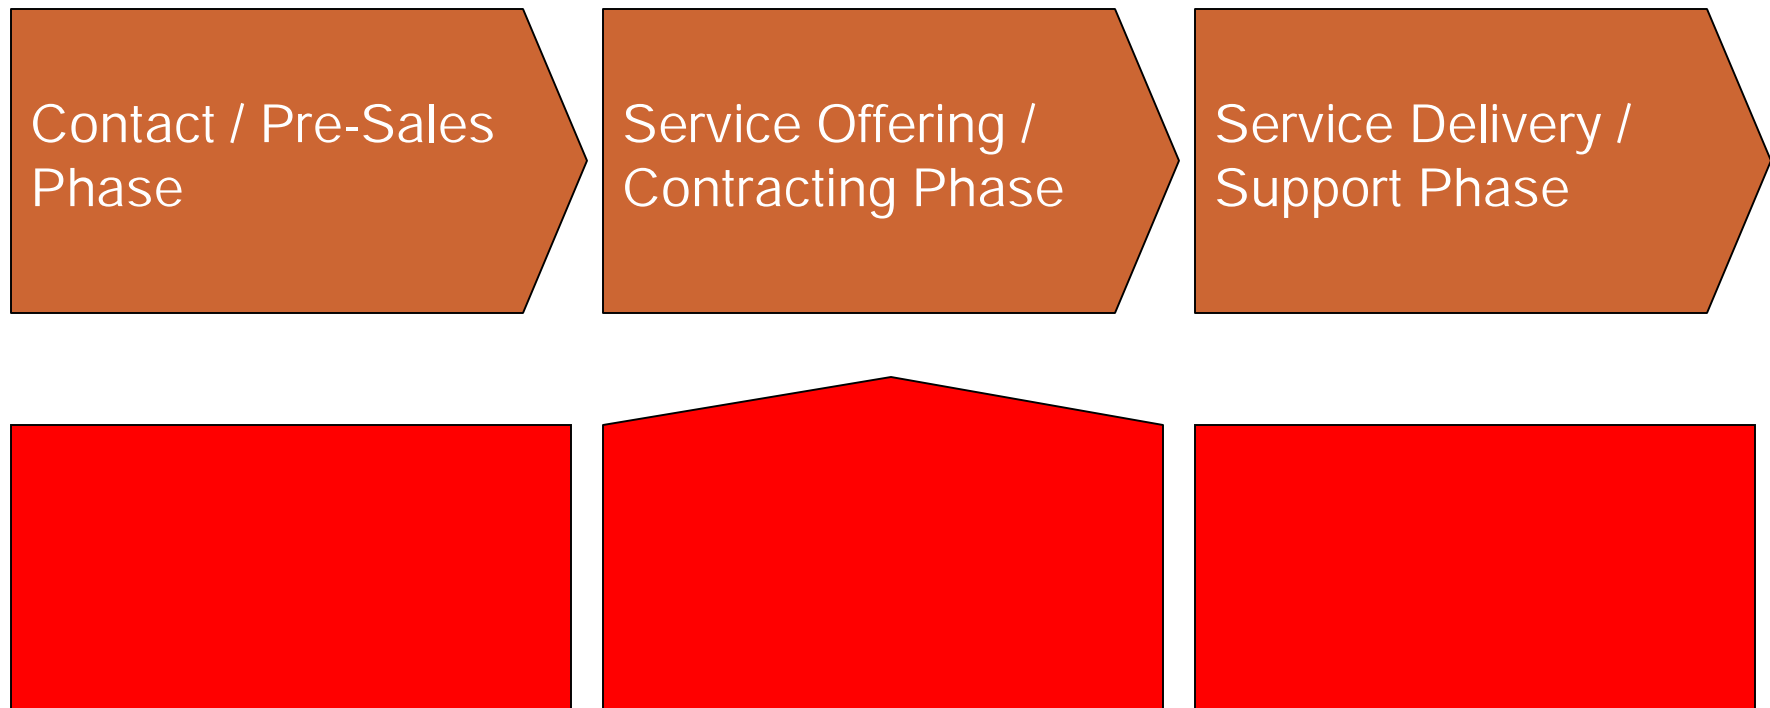 Contact / Pre-Sales
Phase
Service Offering /
Contracting Phase
Service Delivery /
Support Phase